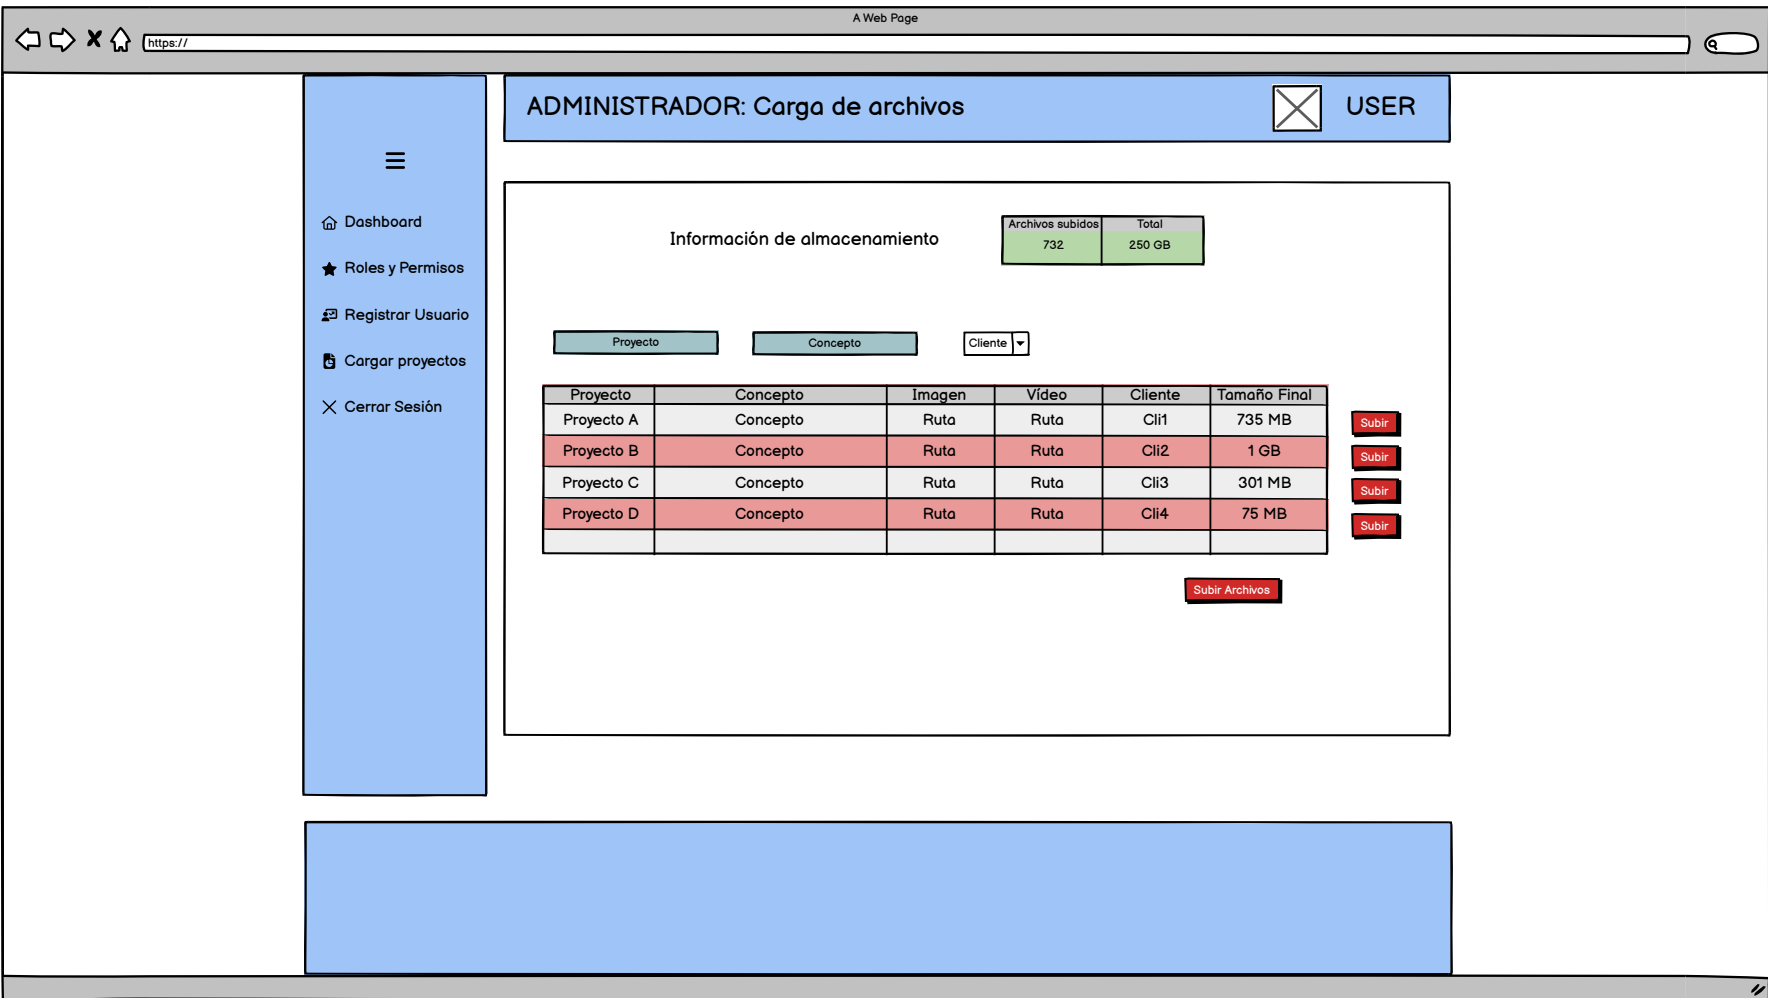 A Web Page
https://
ADMINISTRADOR: Carga de archivos
USER
Dashboard
Roles y Permisos
Registrar Usuario
Cargar proyectos
Cerrar Sesión
Información de almacenamiento
Archivos subidos Total
732 250 GB
Proyecto Concepto Cliente
Proyecto Concepto Imagen Vídeo Cliente Tamaño Final
Proyecto A Concepto Ruta Ruta Cli1 735 MB Subir
Proyecto B Concepto Ruta Ruta Cli2 1 GB Subir
Proyecto C Concepto Ruta Ruta Cli3 301 MB Subir
Proyecto D Concepto Ruta Ruta Cli4 75 MB Subir
Subir Archivos